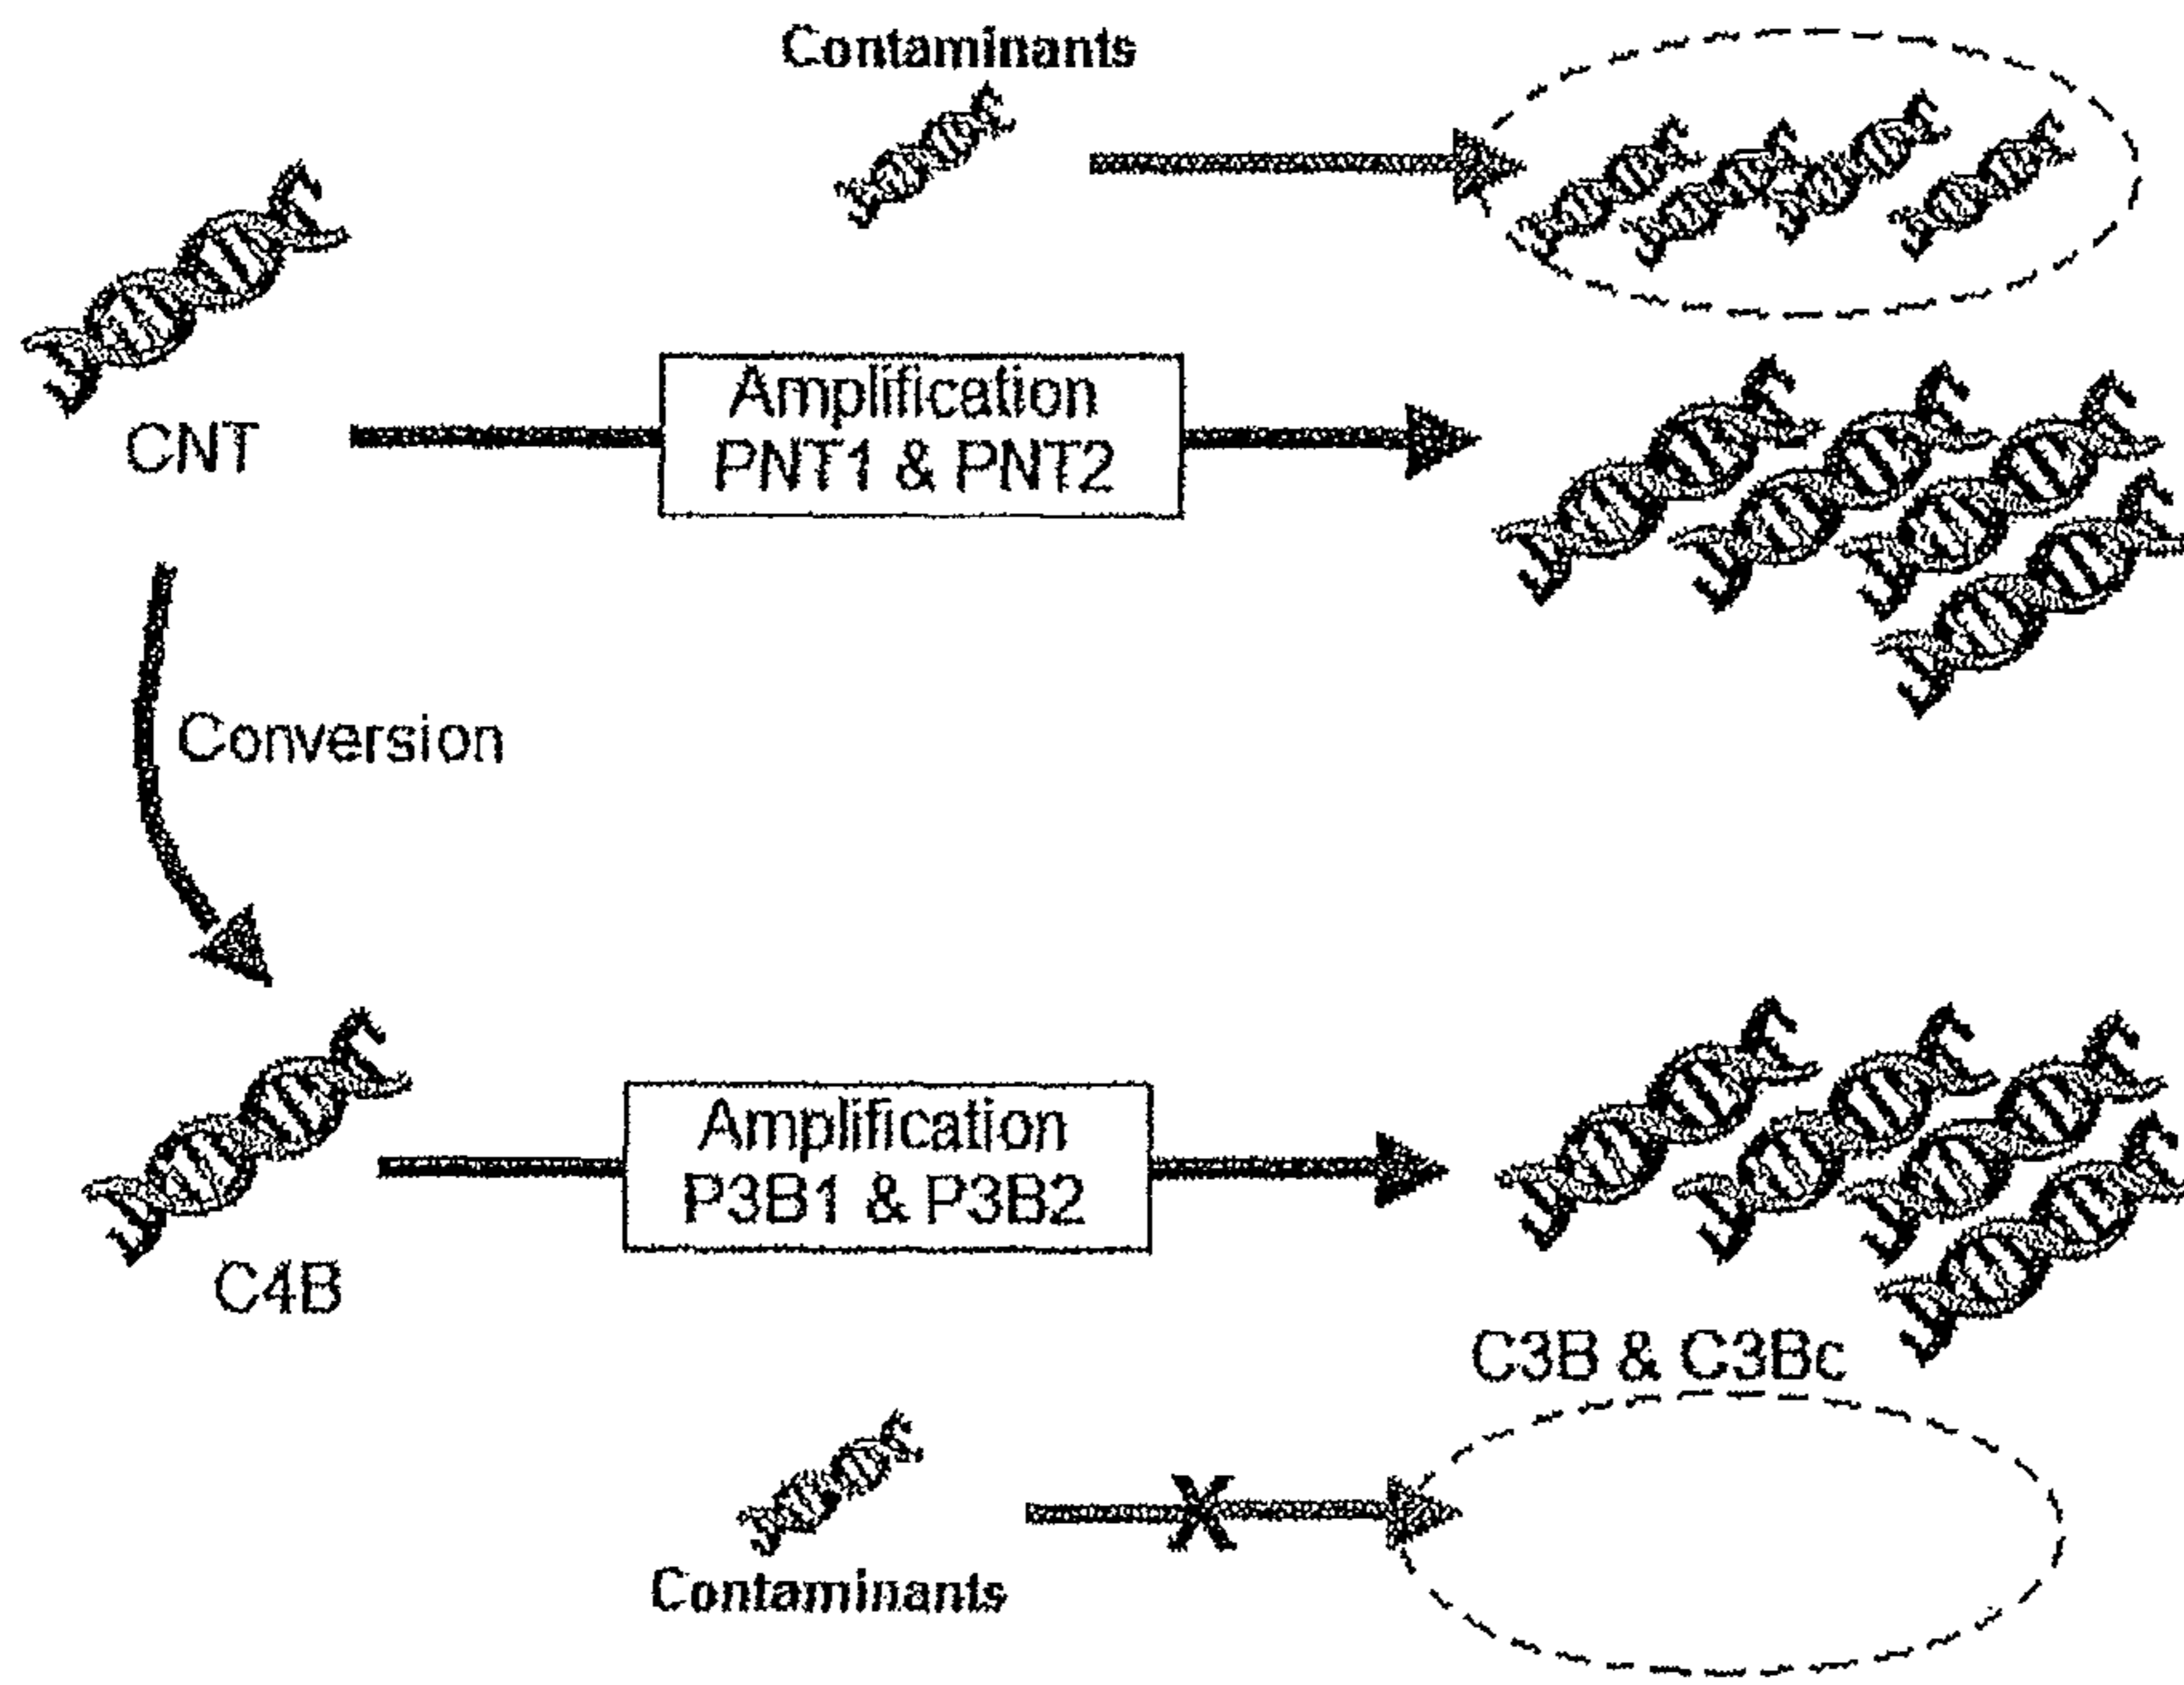 Contaminants
CNT
Amplification
PNT1 & PNT2
Conversion
Amplification
P3B1 & P3B2
C4B
C3B & C3Bc
Contaminants